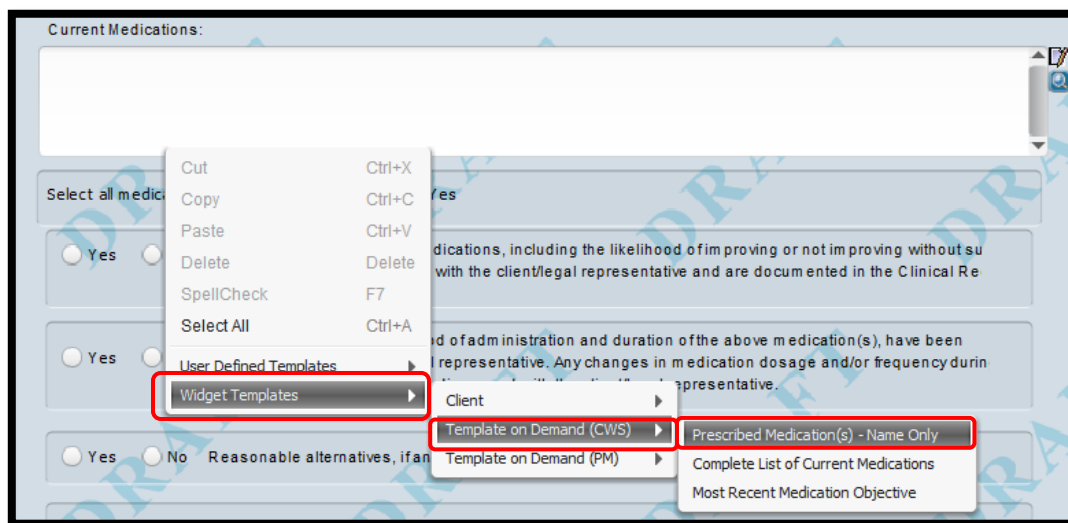 Current Medications:
Cut Ctrl+X
Copy Ctrl+C
Paste Ctrl+V
Delete Delete
SpellCheck F7
Select All Ctrl+A
User Defined Templates
Widget Templates
Client
Template on Demand (CWS)
Template on Demand (PM)
Prescribed Medication(s) - Name Only
Complete List of Current Medications
Most Recent Medication Objective
Select all Yes
Yes dications, including the likelihood of improving or not improving without su
with the client/legal representative and are documented in the Clinical Re
Yes od of administration and duration of the above medication(s), have been
l representative. Any changes in medication dosage and/or frequency durin
epresentative.
Yes No Reasonable alternatives, if an
DRAFT
DRAFT